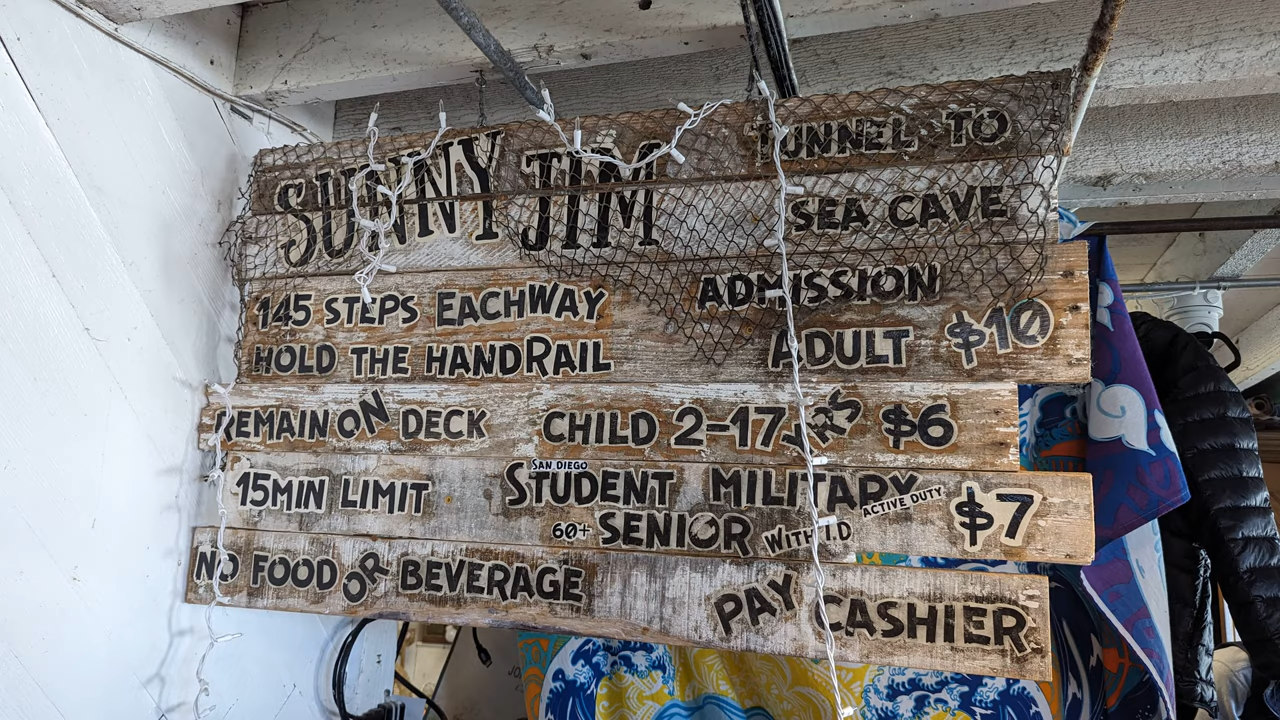 SUNNY JIM
TUNNEL TO
SEA CAVE
145 STEPS EACHWAY
HOLD THE HANDRAIL
ADMISSION
ADULT $10
REMAIN ON DECK
CHILD 2-17 YRS $6
15MIN LIMIT
SAN DIEGO
STUDENT MILITARY ACTIVE DUTY $7
60+ SENIOR WITH I.D
NO FOOD OR BEVERAGE
PAY CASHIER